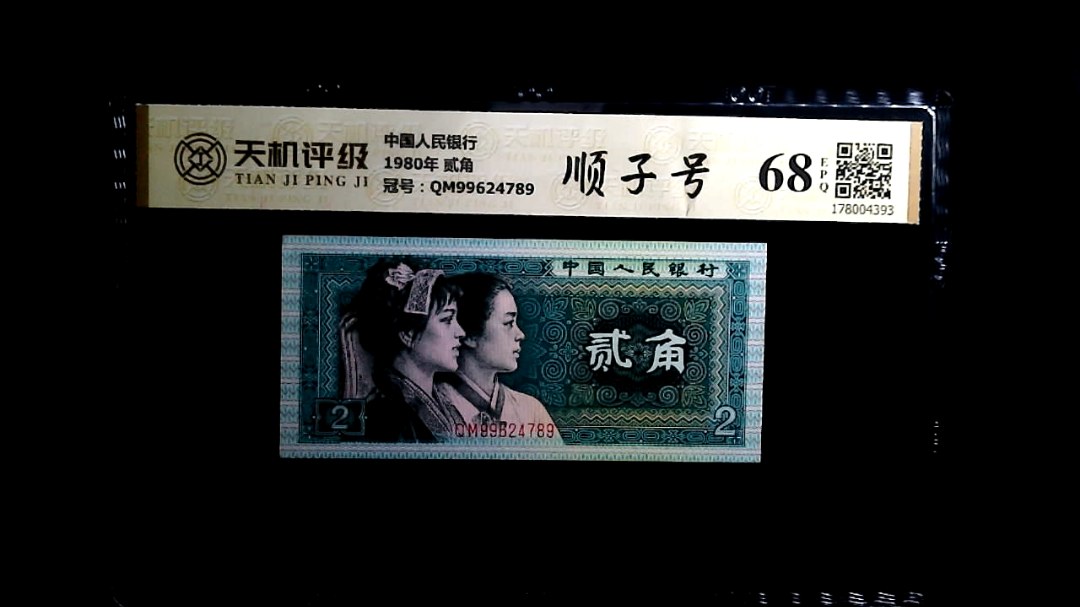 天机评级
TIAN JI PING JI
中国人民银行
1980年 贰角
冠号：QM99624789
顺子号
68
EPQ
178004393
中国人民银行
贰角
2
QM99624789
2